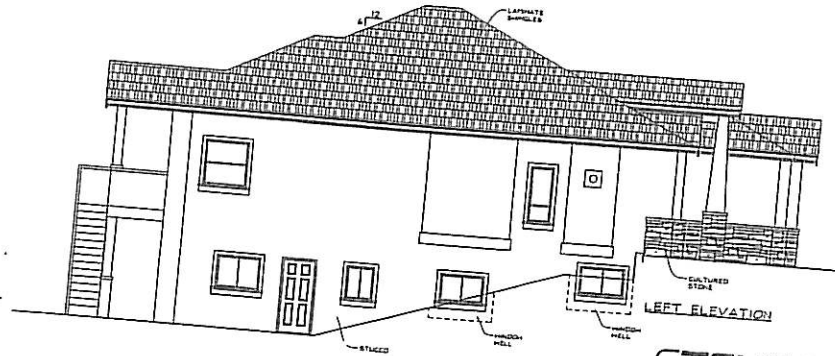 LAMINATE
SHINGLES
12
6
CULTURED
STONE
LEFT ELEVATION
WINDOW
WELL
WINDOW
WELL
STUCCO